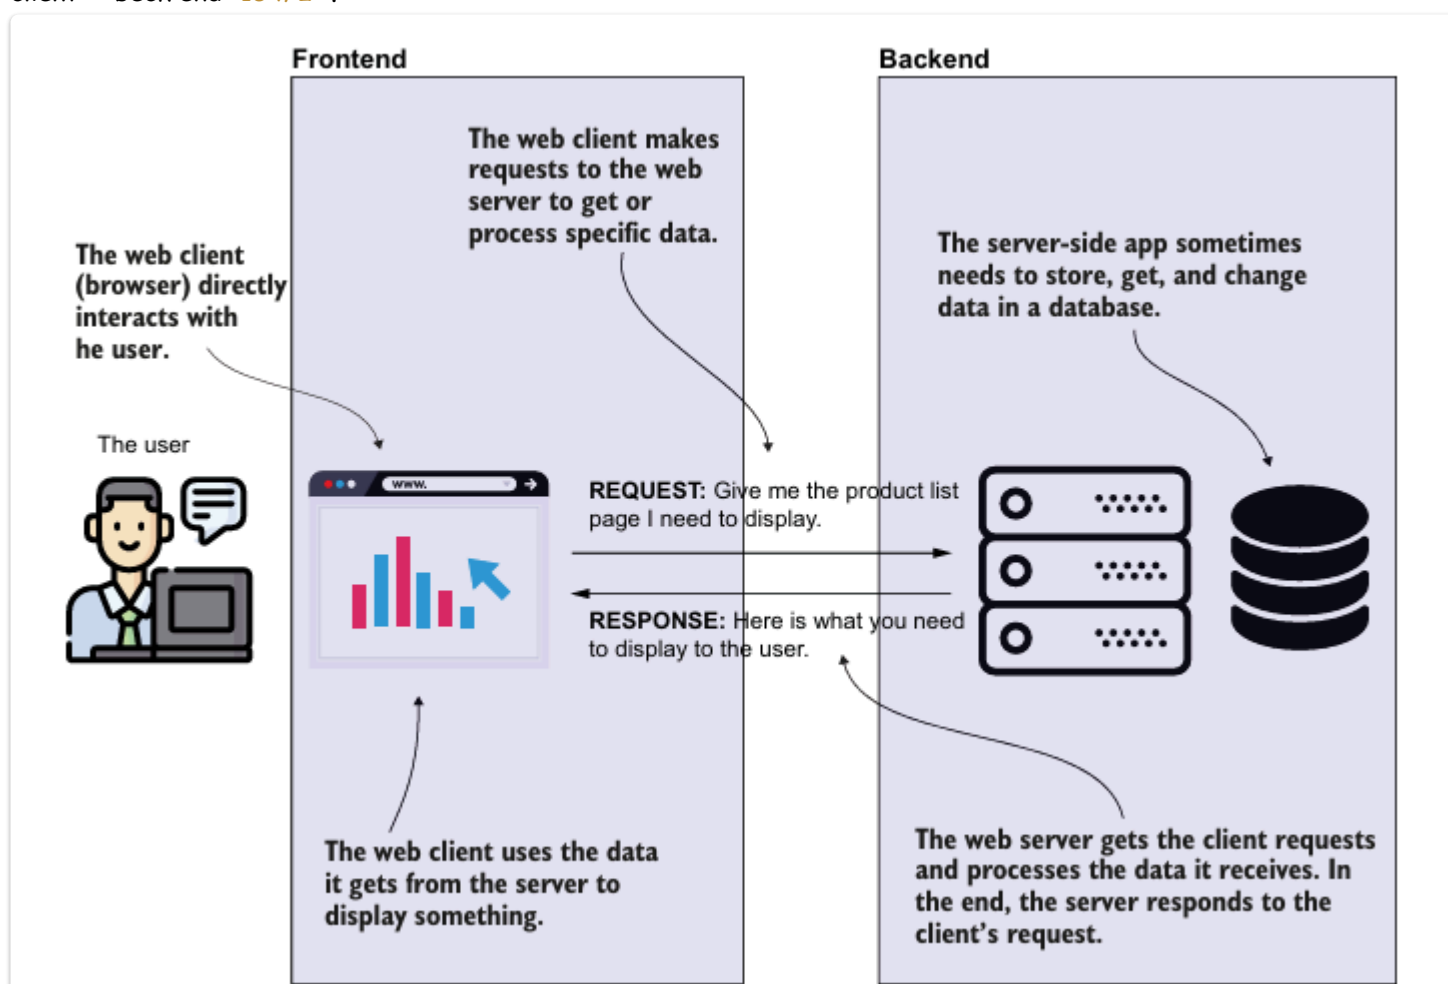 Frontend
Backend
The web client makes
requests to the web
server to get or
process specific data.
The web client
(browser) directly
interacts with
he user.
The server-side app sometimes
needs to store, get, and change
data in a database.
The user
www.
REQUEST: Give me the product list
page I need to display.
RESPONSE: Here is what you need
to display to the user.
The web client uses the data
it gets from the server to
display something.
The web server gets the client requests
and processes the data it receives. In
the end, the server responds to the
client’s request.